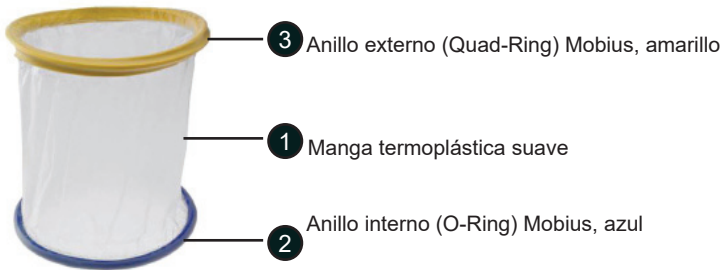 3 Anillo externo (Quad-Ring) Mobius, amarillo
1 Manga termoplástica suave
Anillo interno (O-Ring) Mobius, azul
2